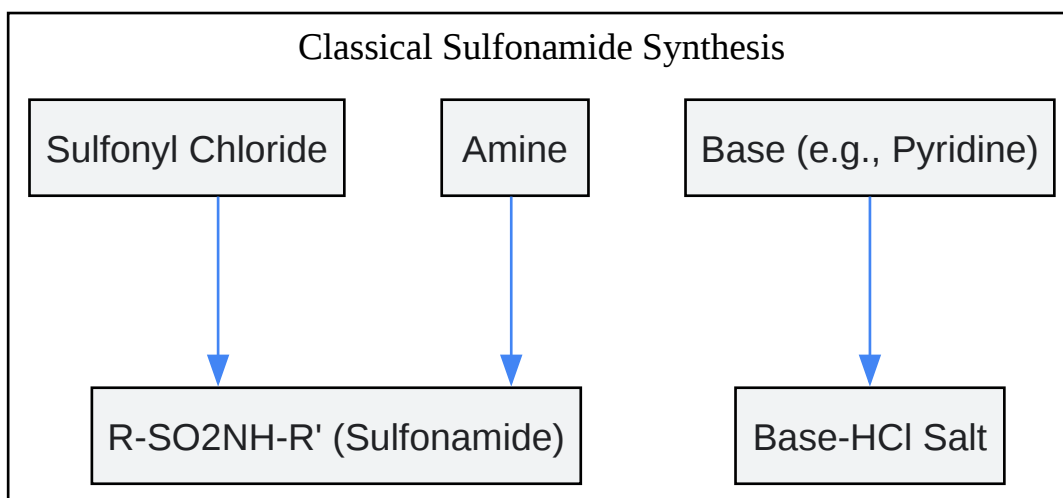 Classical Sulfonamide Synthesis
Sulfonyl Chloride
Amine
Base (e.g., Pyridine)
R-SO2NH-R' (Sulfonamide)
Base-HCl Salt